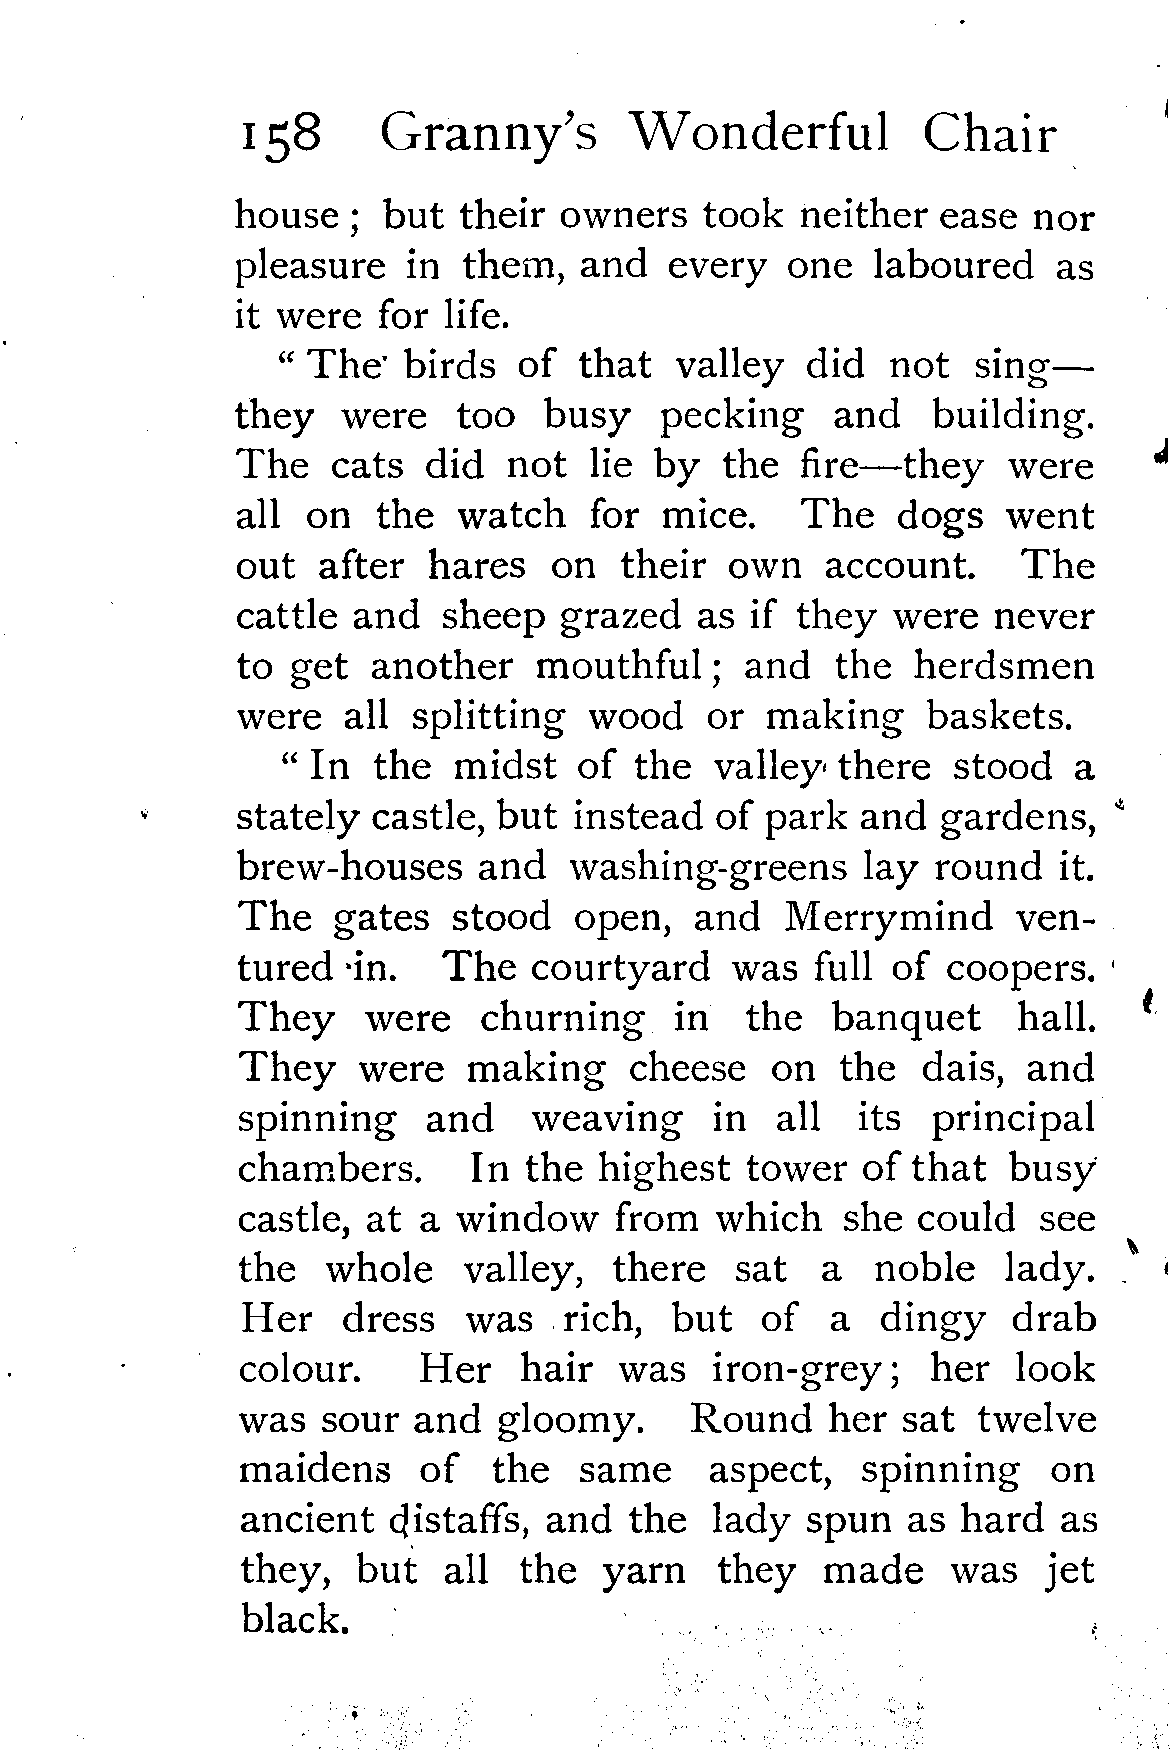 158 Granny's Wonderful Chair
house ; but their owners took neither ease nor
pleasure in them, and every one laboured as
it were for life.
“ The birds of that valley did not sing—
they were too busy pecking and building.
The cats did not lie by the fire—they were
all on the watch for mice. The dogs went
out after hares on their own account. The
cattle and sheep grazed as if they were never
to get another mouthful ; and the herdsmen
were all splitting wood or making baskets.
“ In the midst of the valley there stood a
stately castle, but instead of park and gardens,
brew-houses and washing-greens lay round it.
The gates stood open, and Merrymind ven-
tured in. The courtyard was full of coopers.
They were churning in the banquet hall.
They were making cheese on the dais, and
spinning and weaving in all its principal
chambers. In the highest tower of that busy
castle, at a window from which she could see
the whole valley, there sat a noble lady.
Her dress was rich, but of a dingy drab
colour. Her hair was iron-grey ; her look
was sour and gloomy. Round her sat twelve
maidens of the same aspect, spinning on
ancient distaffs, and the lady spun as hard as
they, but all the yarn they made was jet
black.